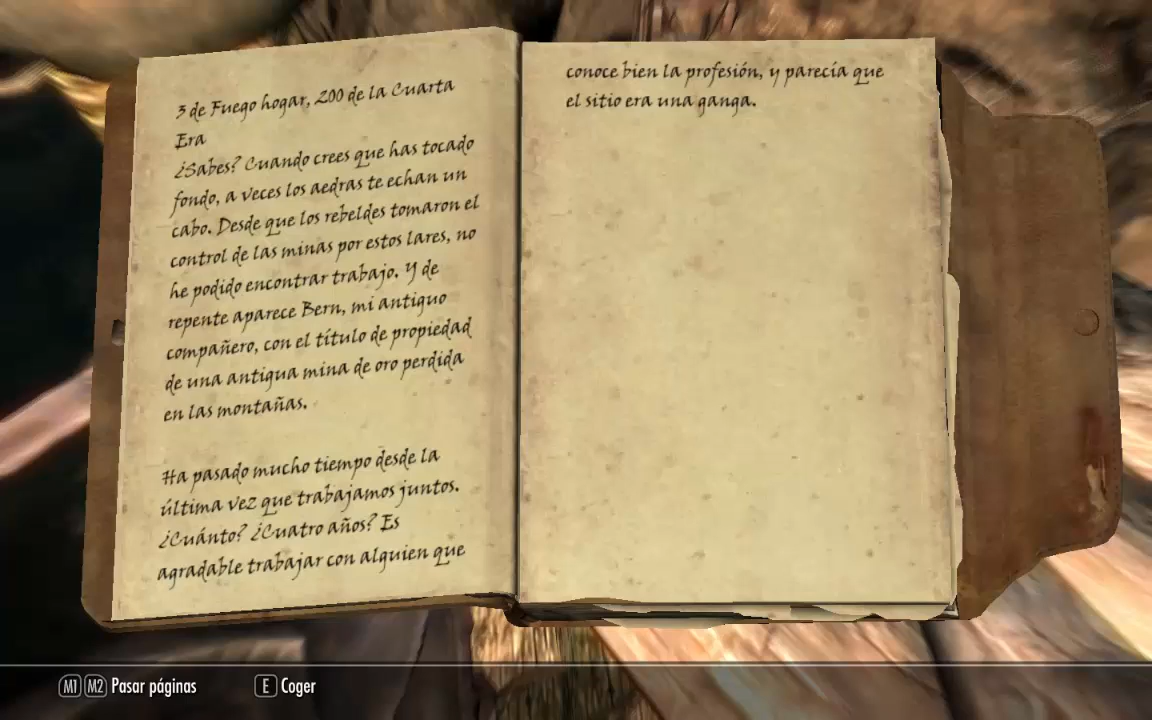 3 de Fuego hogar, 200 de la Cuarta
Era
¿Sabes? Cuando crees que has tocado
fondo, a veces los aedras te echan un
cabo. Desde que los rebeldes tomaron el
control de las minas por estos lares, no
he podido encontrar trabajo. Y de
repente aparece Bern, mi antiguo
compañero, con el título de propiedad
de una antigua mina de oro perdida
en las montañas.
Ha pasado mucho tiempo desde la
última vez que trabajamos juntos.
¿Cuánto? ¿Cuatro años? Es
agradable trabajar con alguien que
conoce bien la profesión, y parecía que
el sitio era una ganga.
M1 M2 Pasar páginas
E Coger